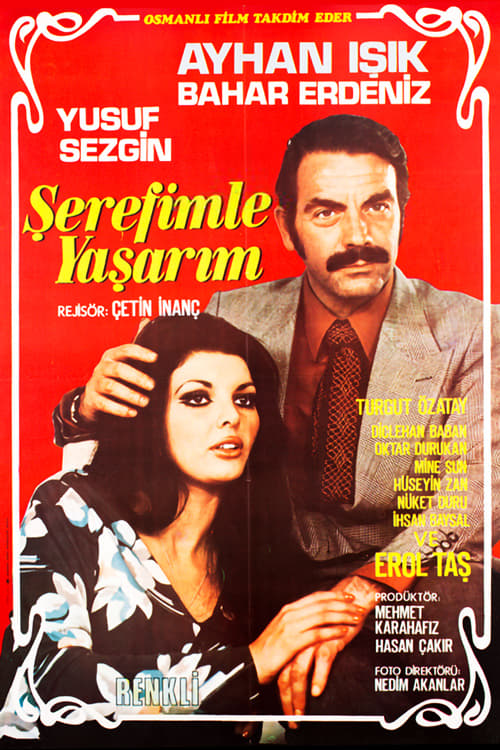 OSMANLI FİLM TAKDİM EDER
AYHAN IŞIK
BAHAR ERDENİZ
YUSUF
SEZGİN
Şerefimle
Yaşarım
REJİSÖR: ÇETİN İNANÇ
TURGUT ÖZATAY
DİCLEHAN BABAN
OKTAR DURUKAN
MİNE SUN
HÜSEYİN ZAN
NÜKET DURU
İHSAN BAYSAL
VE
EROL TAŞ
PRODÜKTÖR:
MEHMET
KARAHAFIZ
HASAN ÇAKIR
FOTO DİREKTÖRÜ:
NEDİM AKANLAR
RENKLİ